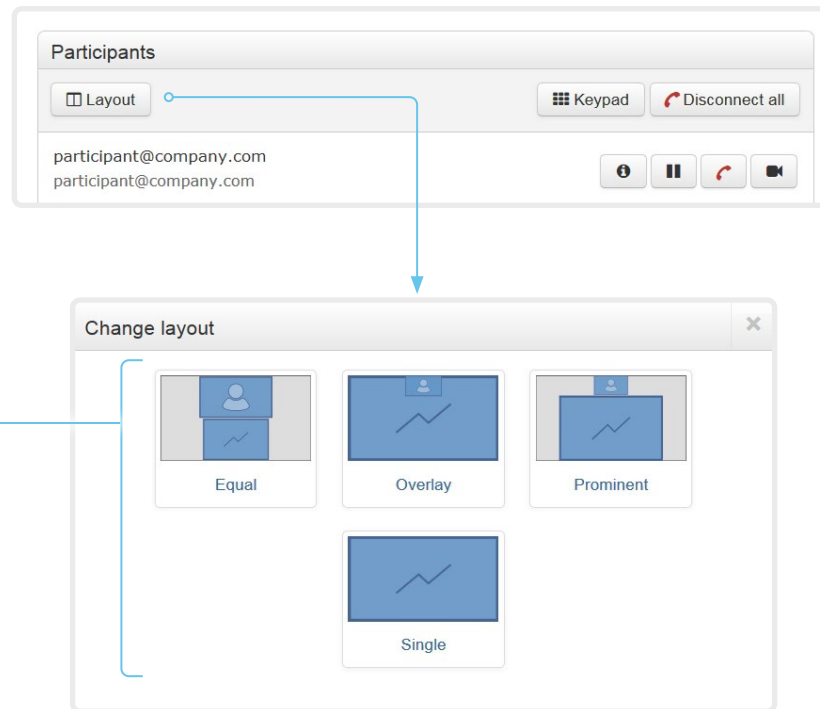 Participants
Layout
Keypad
Disconnect all
participant@company.com
participant@company.com
Change layout
Equal
Overlay
Prominent
Single